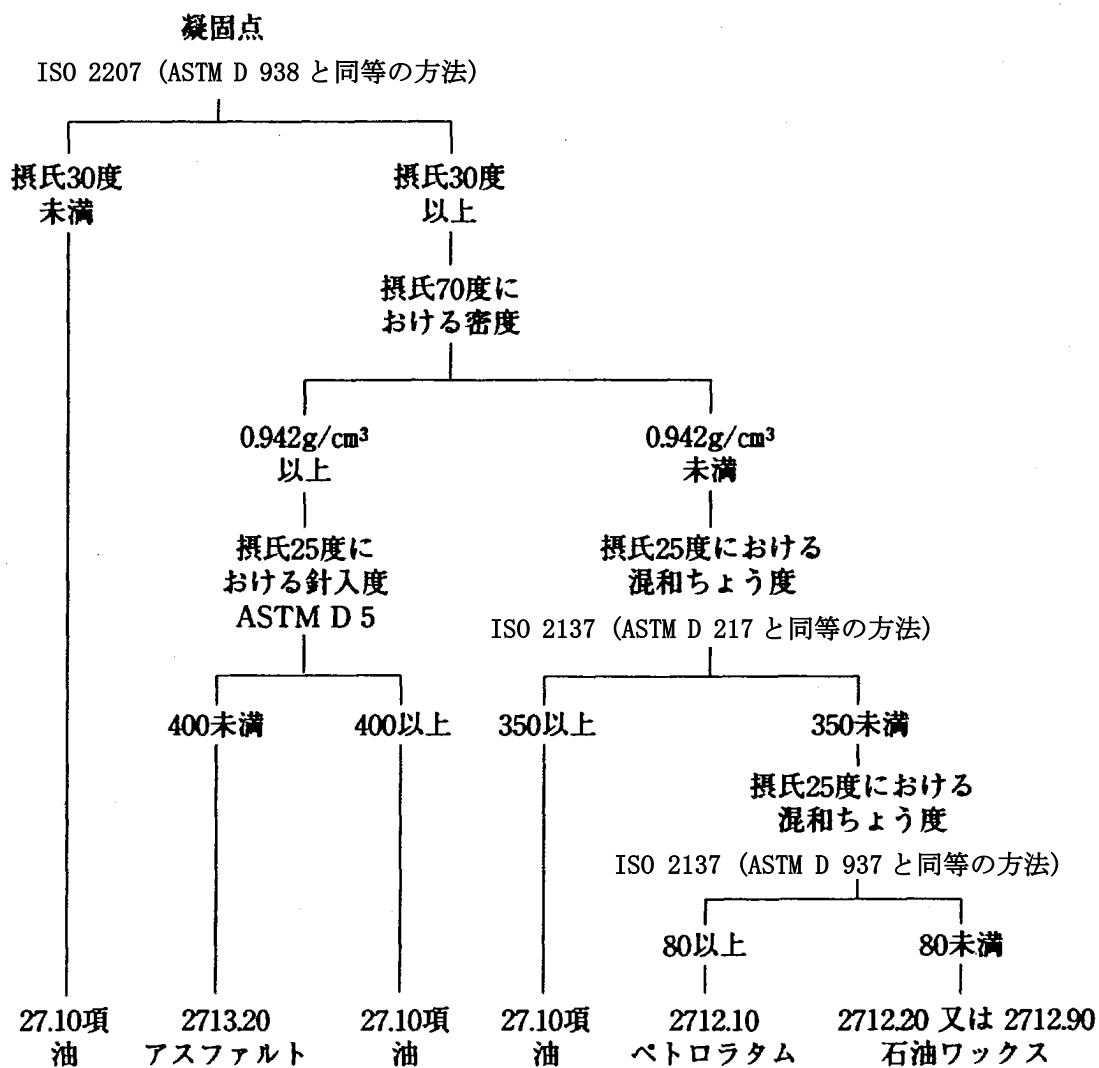 凝固点
ISO 2207 (ASTM D 938 と同等の方法)
摂氏30度
未満
摂氏30度
以上
摂氏70度に
おける密度
0.942g/cm³
以上
0.942g/cm³
未満
摂氏25度に
おける針入度
ASTM D 5
摂氏25度における
混和ちょう度
ISO 2137 (ASTM D 217 と同等の方法)
400未満
400以上
350以上
350未満
摂氏25度における
混和ちょう度
ISO 2137 (ASTM D 937 と同等の方法)
80以上
80未満
27.10項
油
2713.20
アスファルト
27.10項
油
27.10項
油
2712.10
ペトロラタム
2712.20 又は 2712.90
石油ワックス